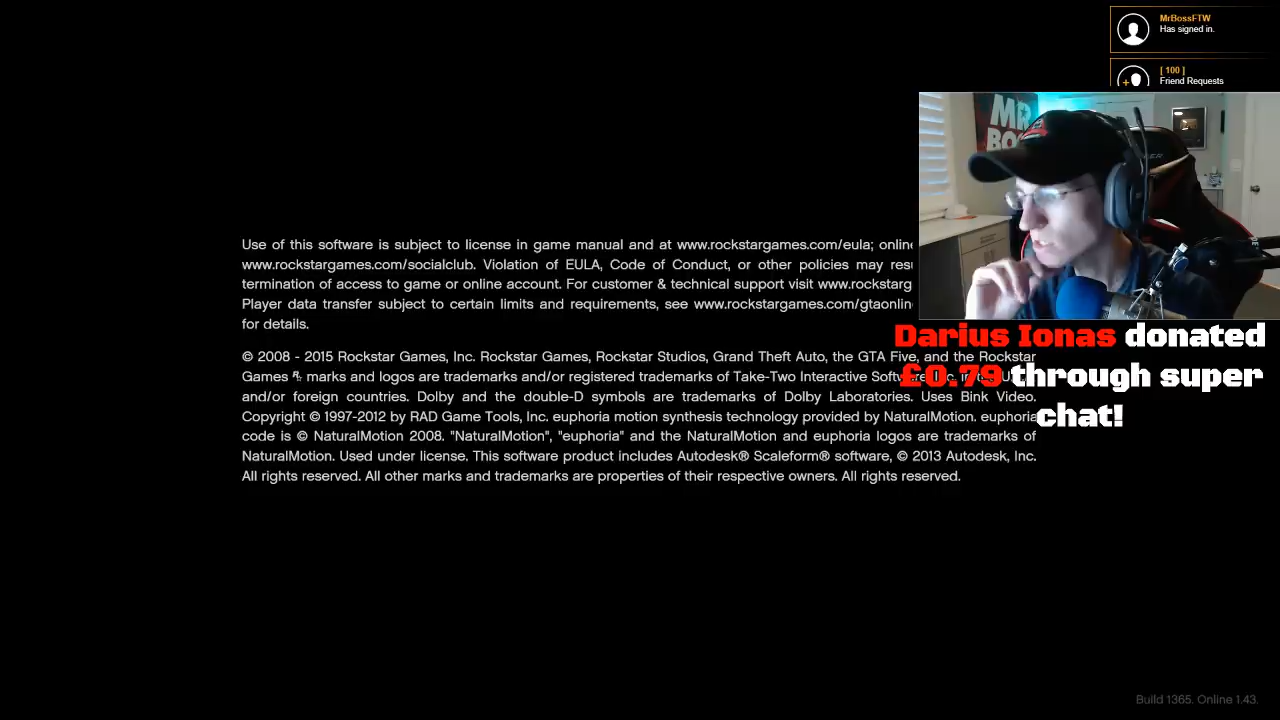 MrBossFTW
Has signed in.
[ 100 ]
Friend Requests
MR
Use of this software is subject to license in game manual and at www.rockstargames.com/eula; online
www.rockstargames.com/socialclub. Violation of EULA, Code of Conduct, or other policies may
termination of access to game or online account. For customer & technical support visit www.rockstarg
Player data transfer subject to certain limits and requirements, see www.rockstargames.com/gtaonlin
for details.
Darius Ionas donated
£0.79 through super
chat!
© 2008 - 2015 Rockstar Games, Inc. Rockstar Games, Rockstar Studios, Grand Theft Auto, the GTA Five, and the Rockstar
Games marks and logos are trademarks and/or registered trademarks of Take-Two Interactive
and/or foreign countries. Dolby and the double-D symbols are trademarks of Dolby Laboratories. Uses Bink Video.
Copyright © 1997-2012 by RAD Game Tools, Inc. euphoria motion synthesis technology provided by NaturalMotion. euphoria
code is © NaturalMotion 2008. "NaturalMotion", "euphoria" and the NaturalMotion and euphoria logos are trademarks of
NaturalMotion. Used under license. This software product includes Autodesk® Scaleform® software, © 2013 Autodesk, Inc.
All rights reserved. All other marks and trademarks are properties of their respective owners. All rights reserved.
Build 1365. Online 1.43.